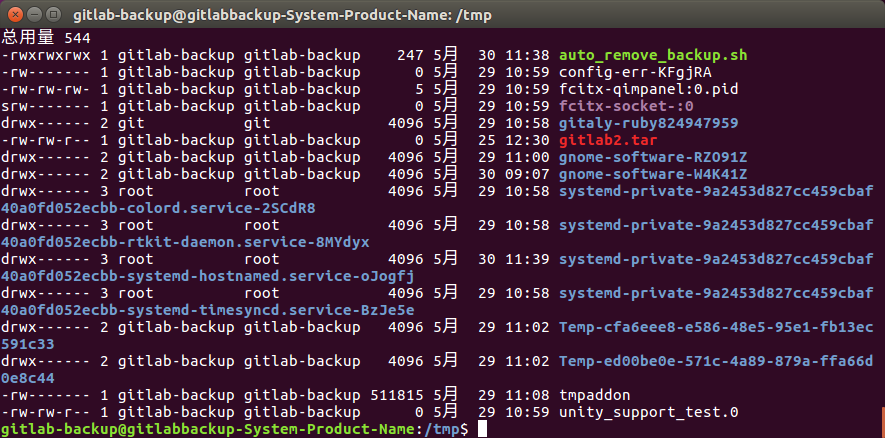 gitlab-backup@gitlabbackup-System-Product-Name: /tmp
总用量 544
-rwxrwxrwx 1 gitlab-backup gitlab-backup    247 5月  30 11:38 auto_remove_backup.sh
-rw------- 1 gitlab-backup gitlab-backup      0 5月  29 10:59 config-err-KFgjRA
-rw-rw-rw- 1 gitlab-backup gitlab-backup      5 5月  29 10:59 fcitx-qimpanel:0.pid
srw------- 1 gitlab-backup gitlab-backup      0 5月  29 10:59 fcitx-socket-:0
drwx------ 2 git           git             4096 5月  29 10:58 gitaly-ruby824947959
-rw-rw-r-- 1 gitlab-backup gitlab-backup      0 5月  25 12:30 gitlab2.tar
drwx------ 2 gitlab-backup gitlab-backup   4096 5月  29 11:00 gnome-software-RZO91Z
drwx------ 2 gitlab-backup gitlab-backup   4096 5月  30 09:07 gnome-software-W4K41Z
drwx------ 3 root          root            4096 5月  29 10:58 systemd-private-9a2453d827cc459cbaf
40a0fd052ecbb-colord.service-2SCdR8
drwx------ 3 root          root            4096 5月  29 10:58 systemd-private-9a2453d827cc459cbaf
40a0fd052ecbb-rtkit-daemon.service-8MYdyx
drwx------ 3 root          root            4096 5月  30 11:39 systemd-private-9a2453d827cc459cbaf
40a0fd052ecbb-systemd-hostnamed.service-oJogfj
drwx------ 3 root          root            4096 5月  29 10:58 systemd-private-9a2453d827cc459cbaf
40a0fd052ecbb-systemd-timesyncd.service-BzJe5e
drwx------ 2 gitlab-backup gitlab-backup   4096 5月  29 11:02 Temp-cfa6eee8-e586-48e5-95e1-fb13ec
591c33
drwx------ 2 gitlab-backup gitlab-backup   4096 5月  29 11:02 Temp-ed00be0e-571c-4a89-879a-ffa66d
0e8c44
-rw------- 1 gitlab-backup gitlab-backup 511815 5月  29 11:08 tmpaddon
-rw-rw-r-- 1 gitlab-backup gitlab-backup      0 5月  29 10:59 unity_support_test.0
gitlab-backup@gitlabbackup-System-Product-Name:/tmp$